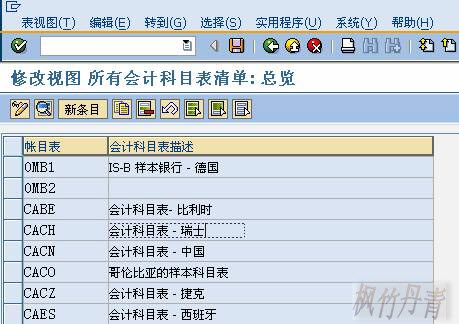 表视图(T) 编辑(E) 转到(G) 选择(S) 实用程序(U) 系统(Y) 帮助(H)
修改视图 所有会计科目表清单: 总览
新条目
帐目表 会计科目表描述
0MB1 IS-B 样本银行 - 德国
0MB2
CABE 会计科目表- 比利时
CACH 会计科目表 - 瑞士
CACN 会计科目表 - 中国
CACO 哥伦比亚的样本科目表
CACZ 会计科目表 - 捷克
CAES 会计科目表 - 西班牙
枫竹丹青